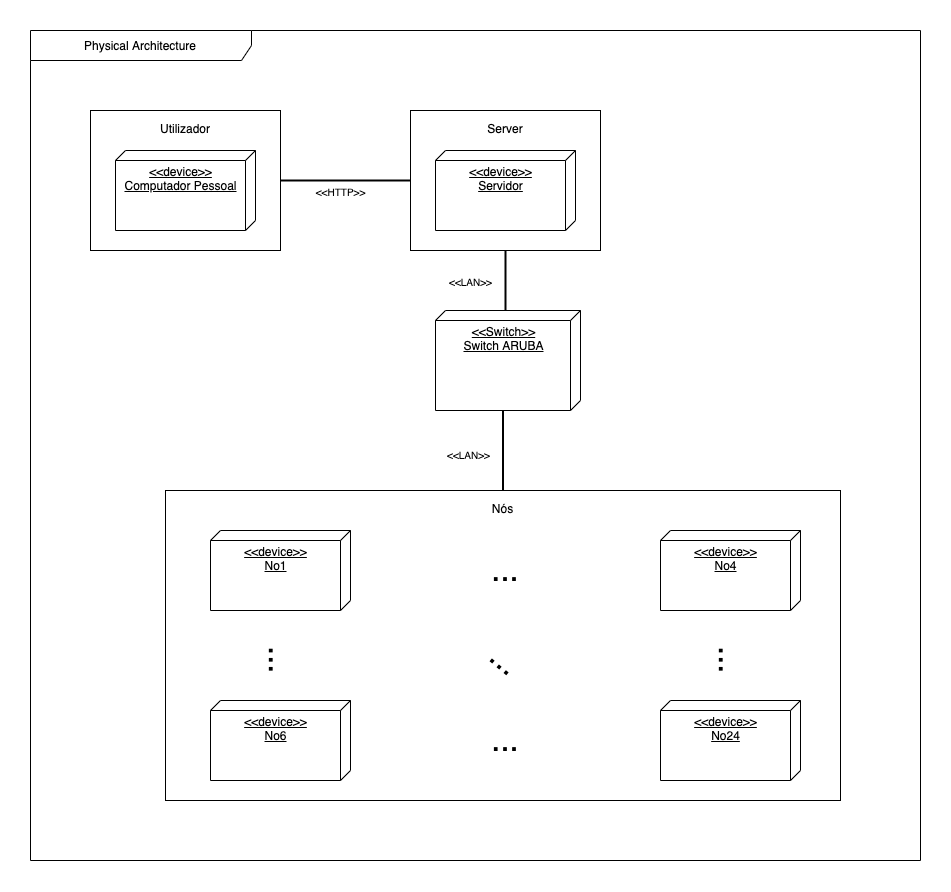 Physical Architecture
Utilizador
<<device>>
Computador Pessoal
<<HTTP>>
Server
<<device>>
Servidor
<<LAN>>
<<Switch>>
Switch ARUBA
<<LAN>>
Nós
<<device>>
No1
...
<<device>>
No4
<<device>>
No6
...
<<device>>
No24